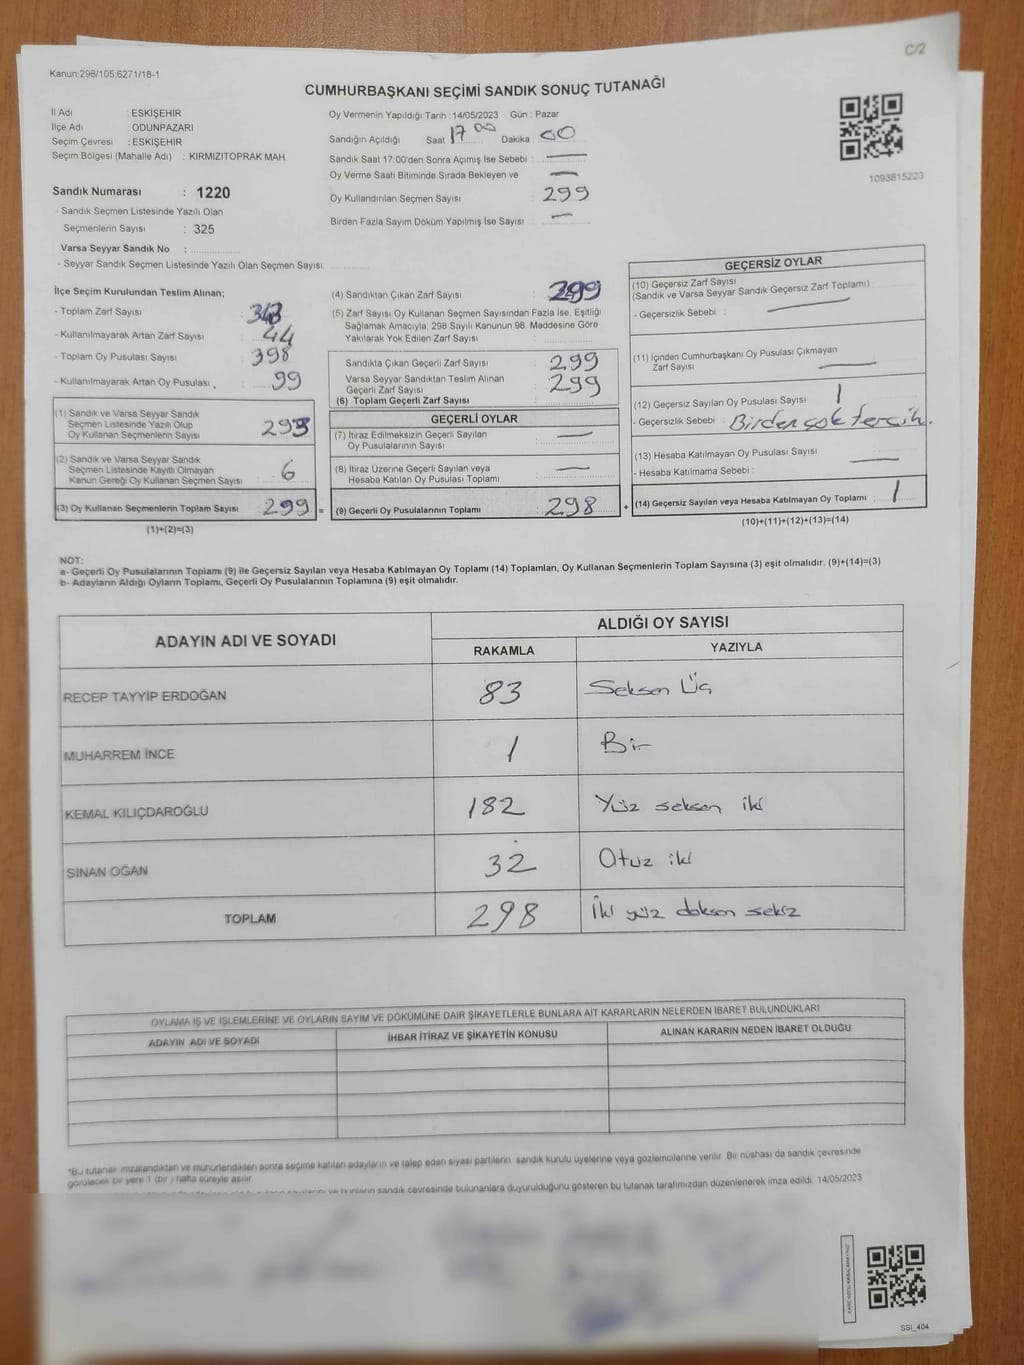 C/2
Kanun:298/105;6271/18-1
CUMHURBAŞKANI SEÇİMİ SANDIK SONUÇ TUTANAĞI
İl Adı : ESKİŞEHİR
İlçe Adı : ODUNPAZARI
Seçim Çevresi : ESKİŞEHİR
Seçim Bölgesi (Mahalle Adı) : KIRMIZITOPRAK MAH.
Sandık Numarası : 1220
- Sandık Seçmen Listesinde Yazılı Olan
Seçmenlerin Sayısı : 325
Varsa Seyyar Sandık No :
- Seyyar Sandık Seçmen Listesinde Yazılı Olan Seçmen Sayısı:
Oy Vermenin Yapıldığı Tarih :14/05/2023 Gün : Pazar
Sandığın Açıldığı Saat 17 00 Dakika : 00
Sandık Saat 17:00'den Sonra Açımış İse Sebebi : —
Oy Verme Saati Bitiminde Sırada Bekleyen ve —
Oy Kullandırılan Seçmen Sayısı : 299
Birden Fazla Sayım Döküm Yapılmış İse Sayısı : —
1093815223
İlçe Seçim Kurulundan Teslim Alınan;
- Toplam Zarf Sayısı : 343
- Kullanılmayarak Artan Zarf Sayısı : 44
- Toplam Oy Pusulası Sayısı : 398
- Kullanılmayarak Artan Oy Pusulası : 99
(1) Sandık ve Varsa Seyyar Sandık
Seçmen Listesinde Yazılı Olup
Oy Kullanan Seçmenlerin Sayısı : 293
(2) Sandık ve Varsa Seyyar Sandık
Seçmen Listesinde Kayıtlı Olmayan
Kanun Gereği Oy Kullanan Seçmen Sayısı : 6
(3) Oy Kullanan Seçmenlerin Toplam Sayısı : 299 =
(1)+(2)=(3)
(4) Sandıktan Çıkan Zarf Sayısı : 299
(5) Zarf Sayısı Oy Kullanan Seçmen Sayısından Fazla İse, Eşitliği
Sağlamak Amacıyla; 298 Sayılı Kanunun 98. Maddesine Göre
Yakılarak Yok Edilen Zarf Sayısı :
Sandıkta Çıkan Geçerli Zarf Sayısı : 299
Varsa Seyyar Sandıktan Teslim Alınan
Geçerli Zarf Sayısı : 299
(6) Toplam Geçerli Zarf Sayısı
GEÇERLİ OYLAR
(7) İtiraz Edilmeksizin Geçerli Sayılan
Oy Pusulalarının Sayısı : —
(8) İtiraz Üzerine Geçerli Sayılan veya
Hesaba Katılan Oy Pusulası Toplamı : —
(9) Geçerli Oy Pusulalarının Toplamı : 298 +
GEÇERSİZ OYLAR
(10) Geçersiz Zarf Sayısı
(Sandık ve Varsa Seyyar Sandık Geçersiz Zarf Toplamı)
- Geçersizlik Sebebi : —
(11) İçinden Cumhurbaşkanı Oy Pusulası Çıkmayan
Zarf Sayısı : —
(12) Geçersiz Sayılan Oy Pusulası Sayısı : 1
- Geçersizlik Sebebi : Birden çok tercih.
(13) Hesaba Katılmayan Oy Pusulası Sayısı : —
- Hesaba Katılmama Sebebi :
(14) Geçersiz Sayılan veya Hesaba Katılmayan Oy Toplamı : 1
(10)+(11)+(12)+(13)=(14)
NOT:
a- Geçerli Oy Pusulalarının Toplamı (9) ile Geçersiz Sayılan veya Hesaba Katılmayan Oy Toplamı (14) Toplamları, Oy Kullanan Seçmenlerin Toplam Sayısına (3) eşit olmalıdır. (9)+(14)=(3)
b- Adayların Aldığı Oyların Toplamı, Geçerli Oy Pusulalarının Toplamına (9) eşit olmalıdır.
ADAYIN ADI VE SOYADI ALDIĞI OY SAYISI
RAKAMLA YAZIYLA
RECEP TAYYİP ERDOĞAN 83 Seksen Üç
MUHARREM İNCE 1 Bir
KEMAL KILIÇDAROĞLU 182 Yüz seksen iki
SİNAN OĞAN 32 Otuz iki
TOPLAM 298 İki yüz doksan sekiz
OYLAMA İŞ VE İŞLEMLERİNE VE OYLARIN SAYIM VE DÖKÜMÜNE DAİR ŞİKAYETLERLE BUNLARA AİT KARARLARIN NELERDEN İBARET BULUNDUKLARI
ADAYIN ADI VE SOYADI İHBAR İTİRAZ VE ŞİKAYETİN KONUSU ALINAN KARARIN NEDEN İBARET OLDUĞU
*Bu tutanak imzalandıktan ve mühürlendikten sonra seçime katılan adayların ve talep eden siyasi partilerin sandık kurulu üyelerine veya gözlemcilerine verilir. Bir nüshası da sandık çevresinde
görülecek bir yere 1 (bir) hafta süreyle asılır.
sandık çevresinde bulunanlara duyurulduğunu gösteren bu tutanak tarafımızdan düzenlenerek imza edildi. 14/05/2023
SSI_404